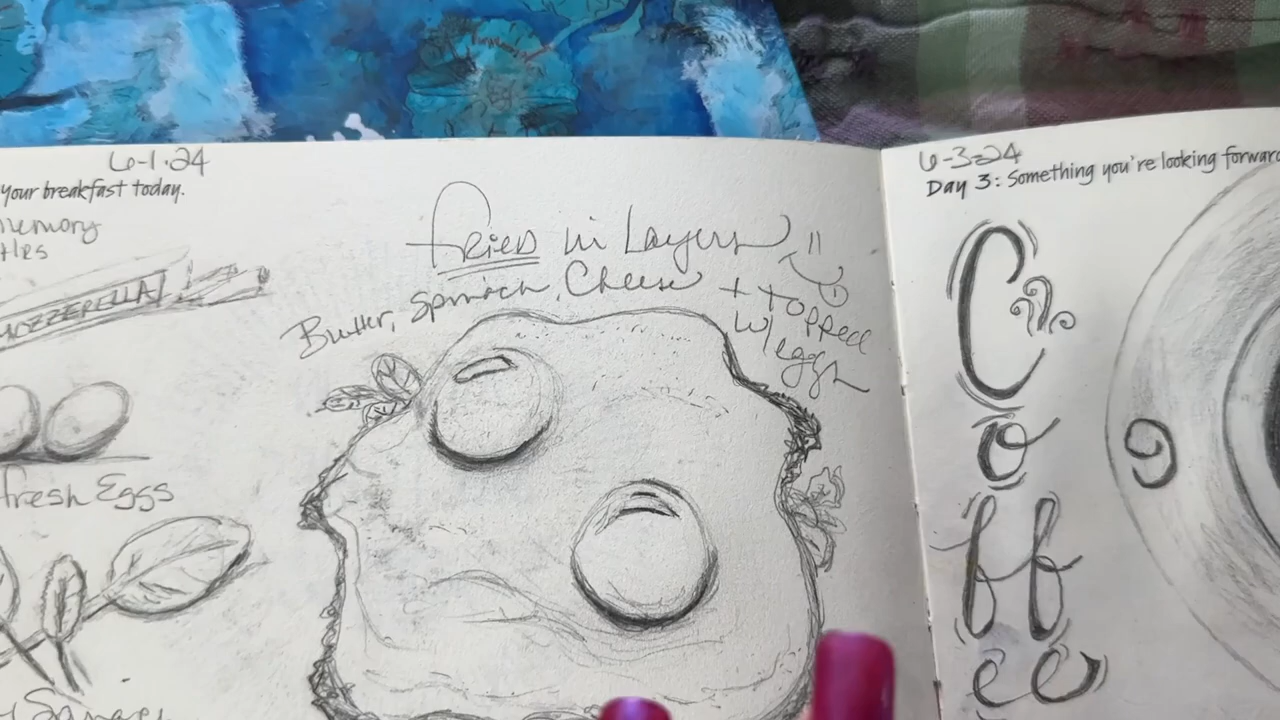 6-1-24
your breakfast today.
memory
MOZZERELLA
fresh Eggs
fried in Layers
Butter, Spinach, Cheese
+ topped
w/ eggs
6-3-24
Day 3: Something you're looking forward
Coffee